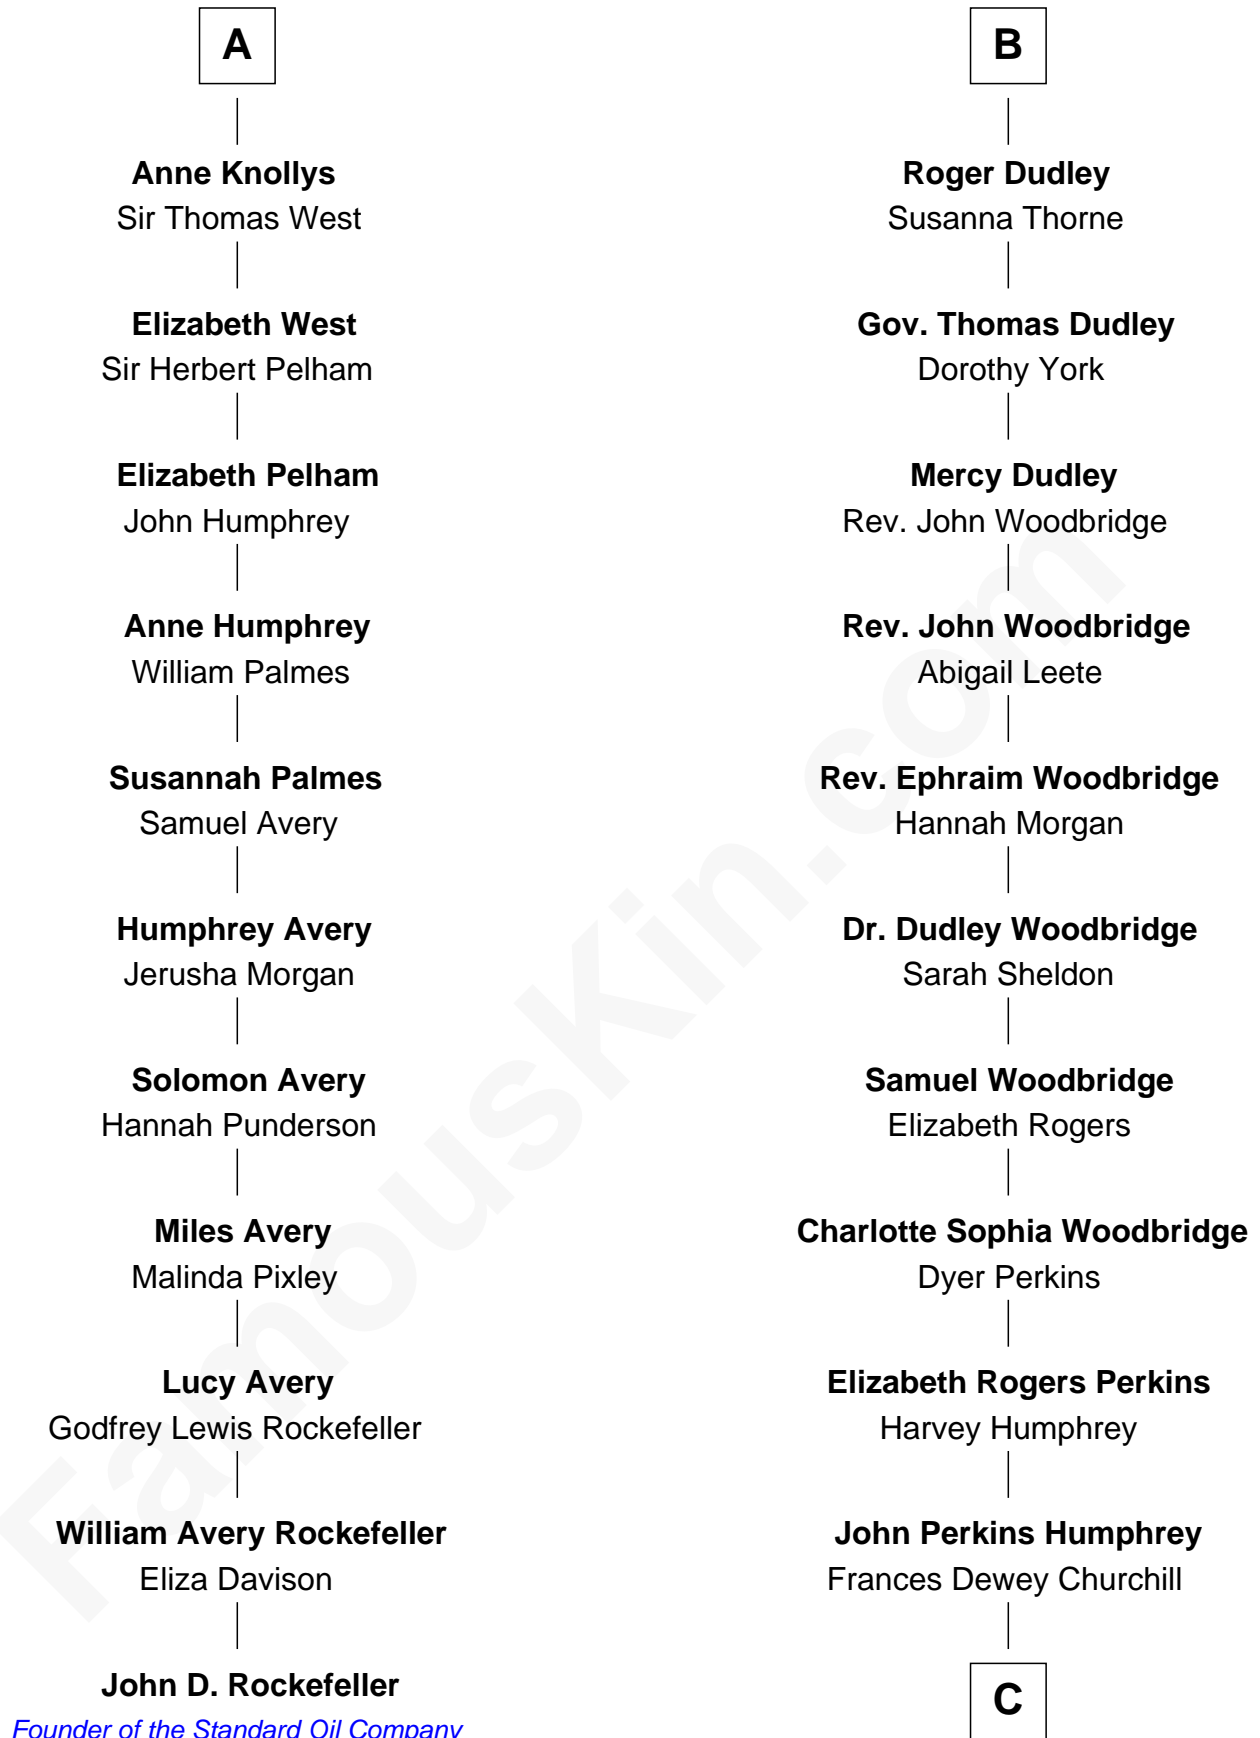 A
Anne Knollys
Sir Thomas West
Elizabeth West
Sir Herbert Pelham
Elizabeth Pelham
John Humphrey
Anne Humphrey
William Palmes
Susannah Palmes
Samuel Avery
Humphrey Avery
Jerusha Morgan
Solomon Avery
Hannah Punderson
Miles Avery
Malinda Pixley
Lucy Avery
Godfrey Lewis Rockefeller
William Avery Rockefeller
Eliza Davison
John D. Rockefeller
Founder of the Standard Oil Company
B
Roger Dudley
Susanna Thorne
Gov. Thomas Dudley
Dorothy York
Mercy Dudley
Rev. John Woodbridge
Rev. John Woodbridge
Abigail Leete
Rev. Ephraim Woodbridge
Hannah Morgan
Dr. Dudley Woodbridge
Sarah Sheldon
Samuel Woodbridge
Elizabeth Rogers
Charlotte Sophia Woodbridge
Dyer Perkins
Elizabeth Rogers Perkins
Harvey Humphrey
John Perkins Humphrey
Frances Dewey Churchill
C
FamousKin.com